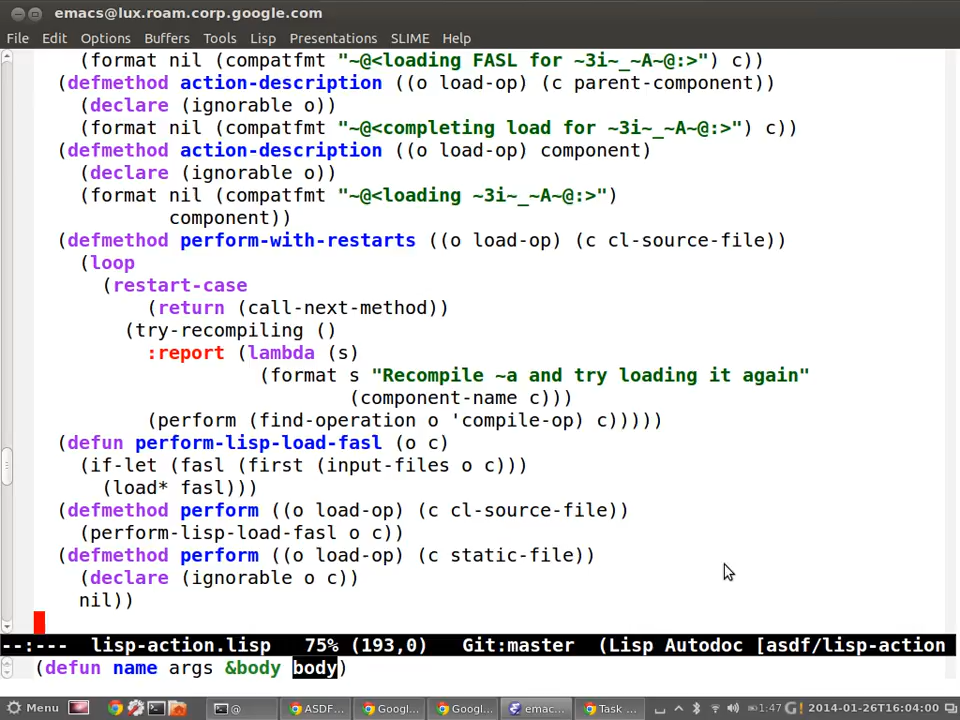 emacs@lux.roam.corp.google.com
File Edit Options Buffers Tools Lisp Presentations SLIME Help
(format nil (compatfmt "~@<loading FASL for ~3i~_~A~@:>") c))
(defmethod action-description ((o load-op) (c parent-component))
(declare (ignorable o))
(format nil (compatfmt "~@<completing load for ~3i~_~A~@:>") c))
(defmethod action-description ((o load-op) component)
(declare (ignorable o))
(format nil (compatfmt "~@<loading ~3i~_~A~@:>")
component))
(defmethod perform-with-restarts ((o load-op) (c cl-source-file))
(loop
(restart-case
(return (call-next-method))
(try-recompiling ()
:report (lambda (s)
(format s "Recompile ~a and try loading it again"
(component-name c)))
(perform (find-operation o 'compile-op) c)))))
(defun perform-lisp-load-fasl (o c)
(if-let (fasl (first (input-files o c)))
(load* fasl)))
(defmethod perform ((o load-op) (c cl-source-file))
(perform-lisp-load-fasl o c))
(defmethod perform ((o load-op) (c static-file))
(declare (ignorable o c))
nil))
--:--- lisp-action.lisp 75% (193,0) Git:master (Lisp Autodoc [asdf/lisp-action
(defun name args &body body)
Menu @ ASDF... Googl... Googl... emac... Task ... 1:47 2014-01-26T16:04:00